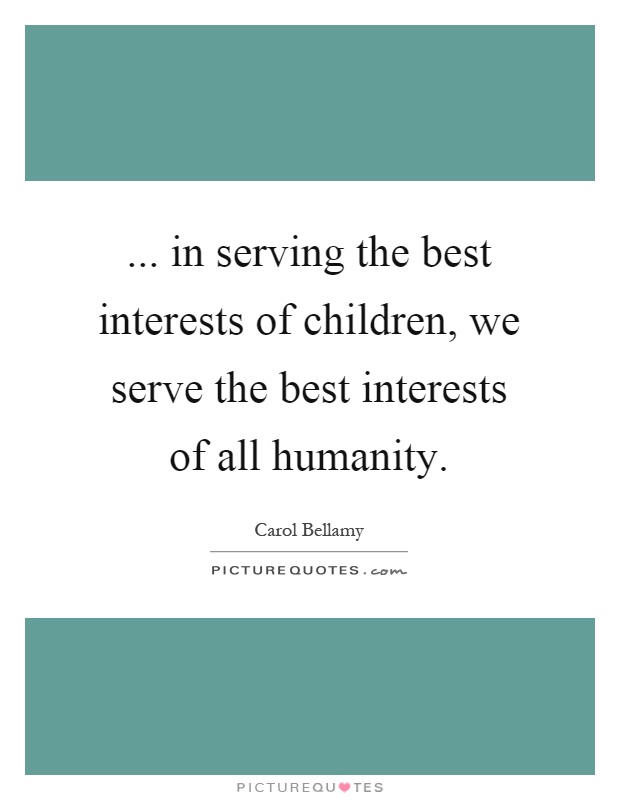 ... in serving the best
interests of children, we
serve the best interests
of all humanity.
Carol Bellamy
PICTUREQUOTES.com
PICTUREQUOTES